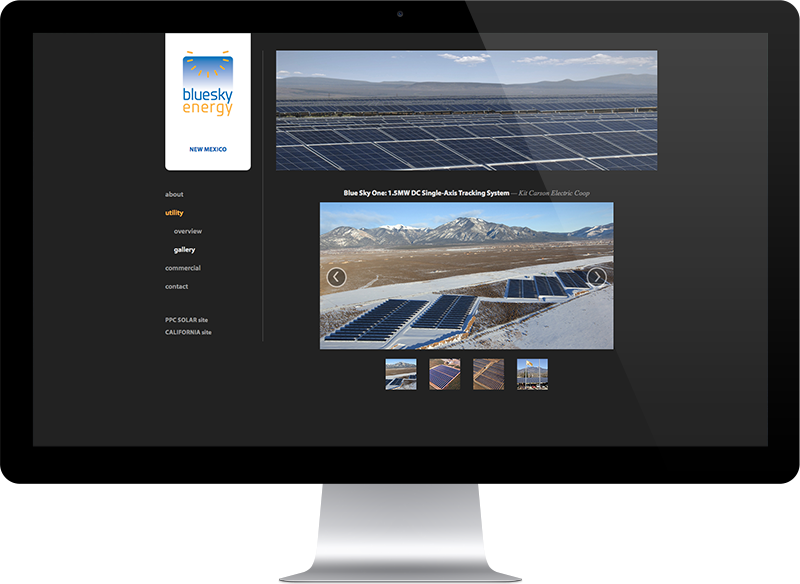 bluesky
energy
NEW MEXICO
about
utility
overview
gallery
commercial
contact
PPC SOLAR site
CALIFORNIA site
Blue Sky One: 1.5MW DC Single-Axis Tracking System — Kit Carson Electric Coop